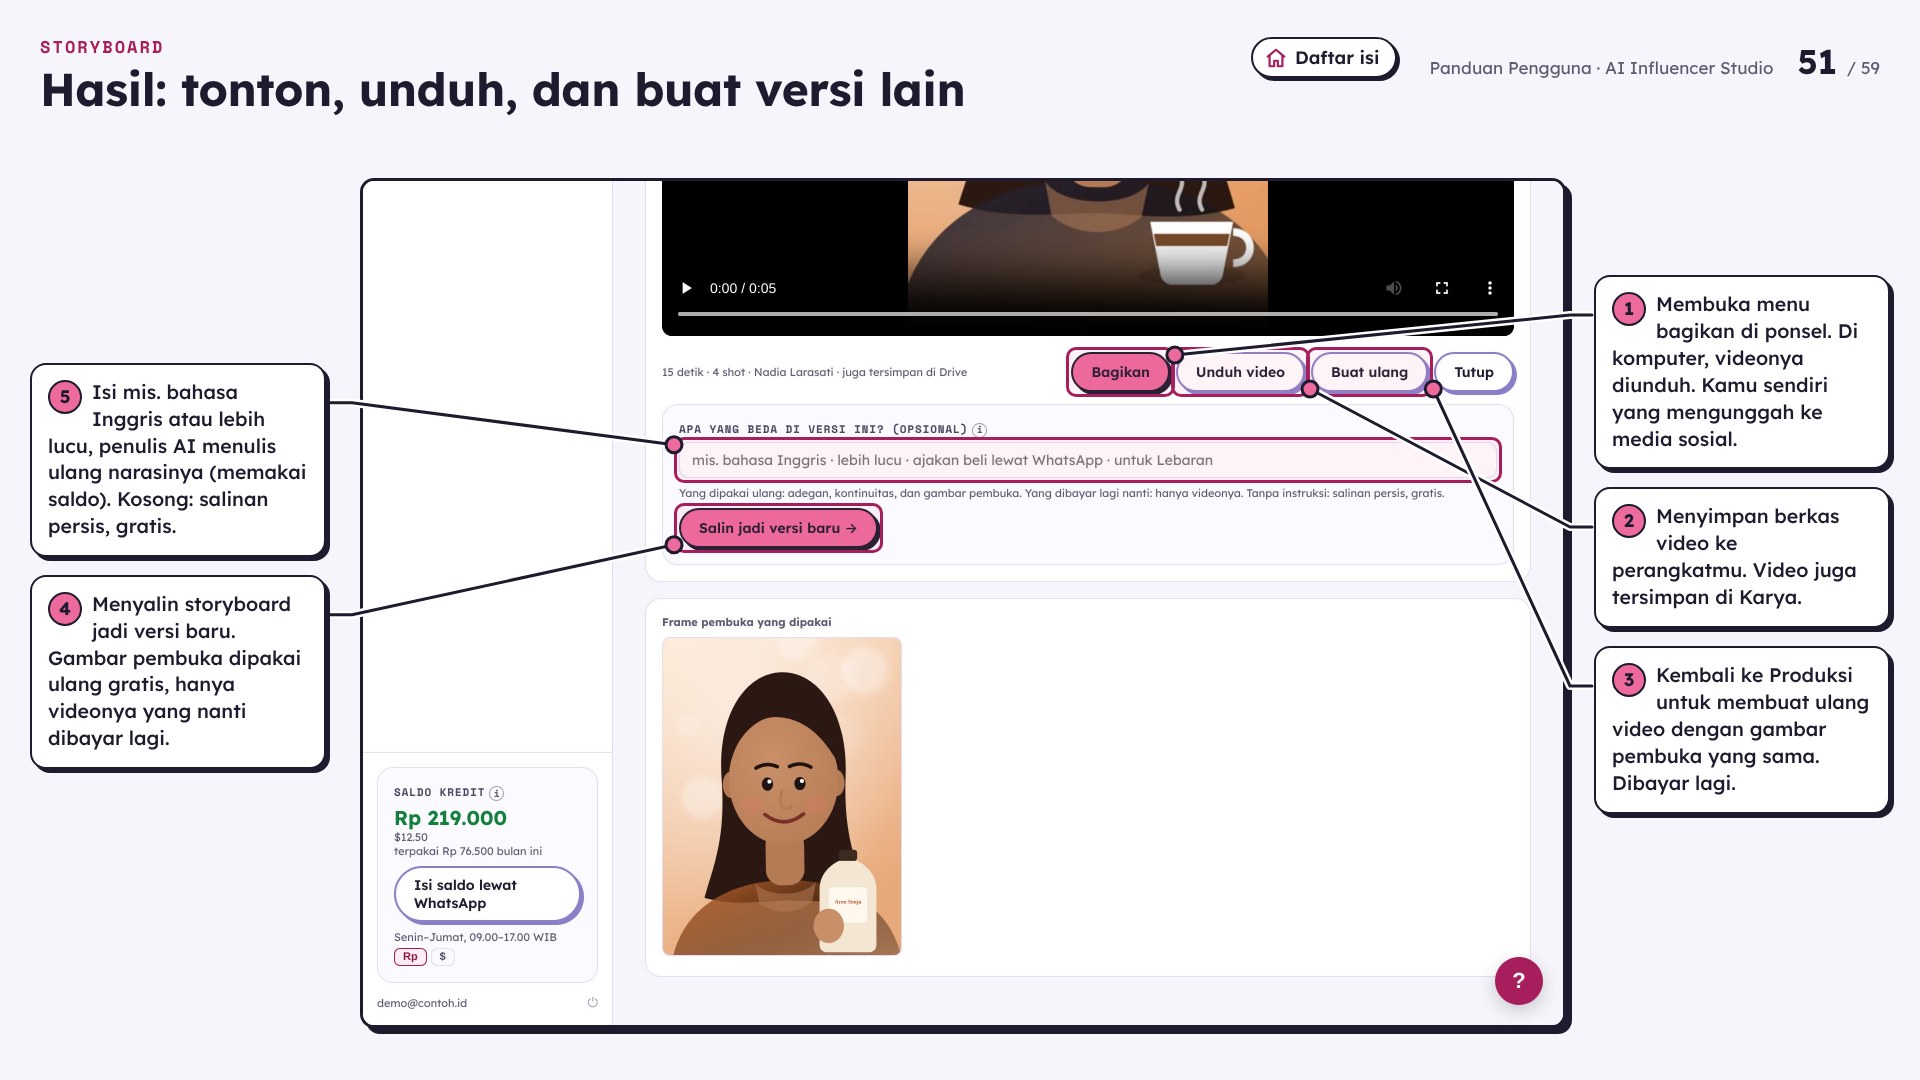 STORYBOARD
Hasil: tonton, unduh, dan buat versi lain
Daftar isi
Panduan Pengguna · AI Influencer Studio
51 / 59
0:00 / 0:05
15 detik · 4 shot · Nadia Larasati · juga tersimpan di Drive
Bagikan
Unduh video
Buat ulang
Tutup
APA YANG BEDA DI VERSI INI? (OPSIONAL) i
mis. bahasa Inggris · lebih lucu · ajakan beli lewat WhatsApp · untuk Lebaran
Yang dipakai ulang: adegan, kontinuitas, dan gambar pembuka. Yang dibayar lagi nanti: hanya videonya. Tanpa instruksi: salinan persis, gratis.
Salin jadi versi baru →
Frame pembuka yang dipakai
Aren Senja
SALDO KREDIT i
Rp 219.000
$12.50
terpakai Rp 76.500 bulan ini
Isi saldo lewat
WhatsApp
Senin–Jumat, 09.00–17.00 WIB
Rp $
demo@contoh.id
?
5 Isi mis. bahasa
Inggris atau lebih
lucu, penulis AI menulis
ulang narasinya (memakai
saldo). Kosong: salinan
persis, gratis.
4 Menyalin storyboard
jadi versi baru.
Gambar pembuka dipakai
ulang gratis, hanya
videonya yang nanti
dibayar lagi.
1 Membuka menu
bagikan di ponsel. Di
komputer, videonya
diunduh. Kamu sendiri
yang mengunggah ke
media sosial.
2 Menyimpan berkas
video ke
perangkatmu. Video juga
tersimpan di Karya.
3 Kembali ke Produksi
untuk membuat ulang
video dengan gambar
pembuka yang sama.
Dibayar lagi.